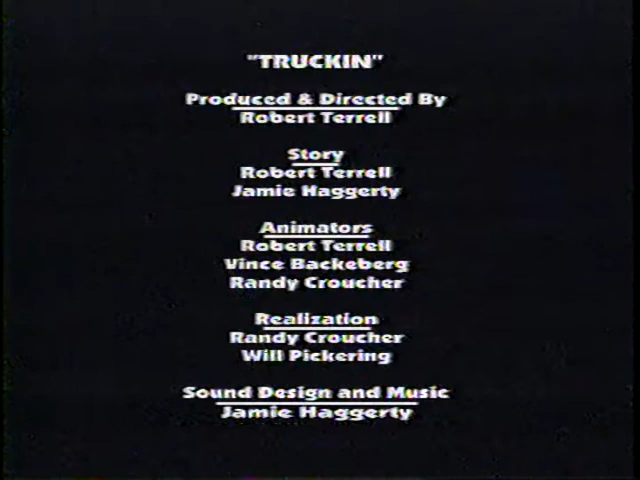 "TRUCKIN"
Produced & Directed By
Robert Terrell
Story
Robert Terrell
Jamie Haggerty
Animators
Robert Terrell
Vince Backeberg
Randy Croucher
Realization
Randy Croucher
Will Pickering
Sound Design and Music
Jamie Haggerty